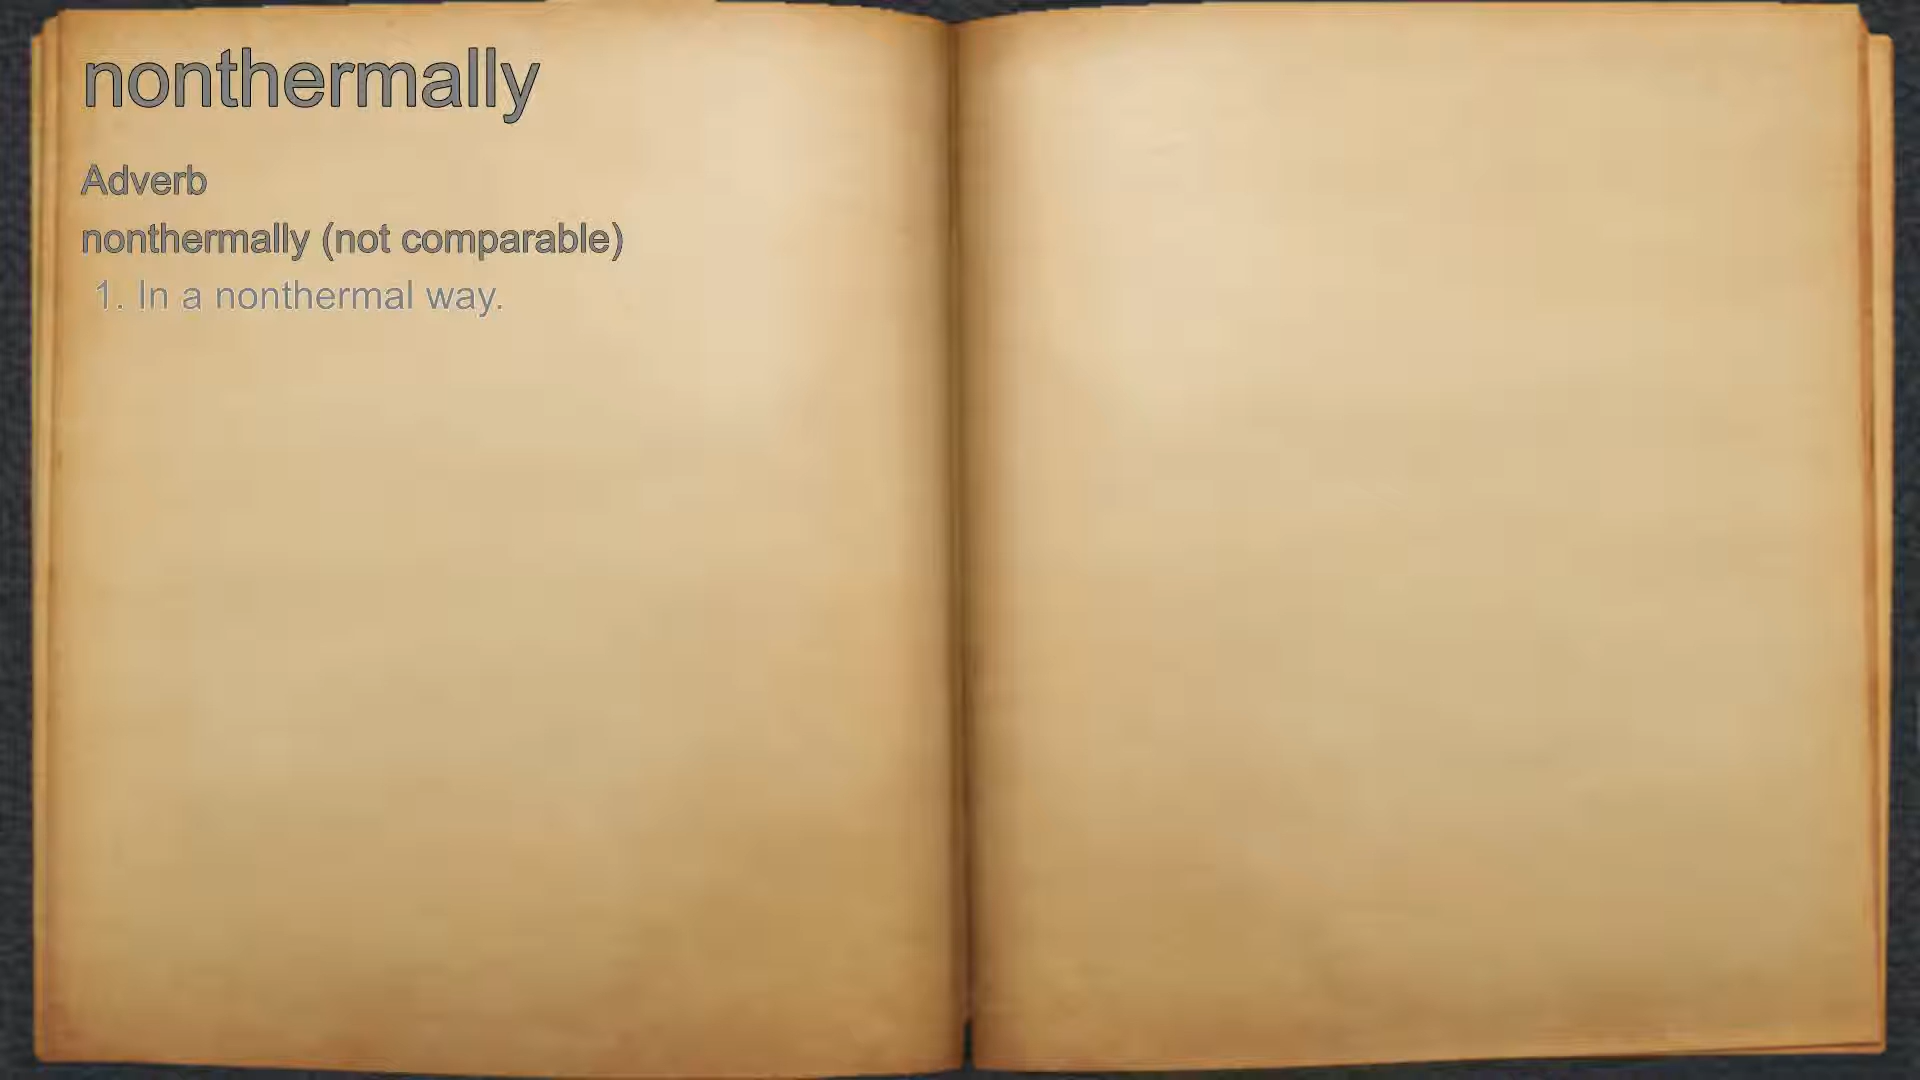 nonthermally
Adverb
nonthermally (not comparable)
1. In a nonthermal way.